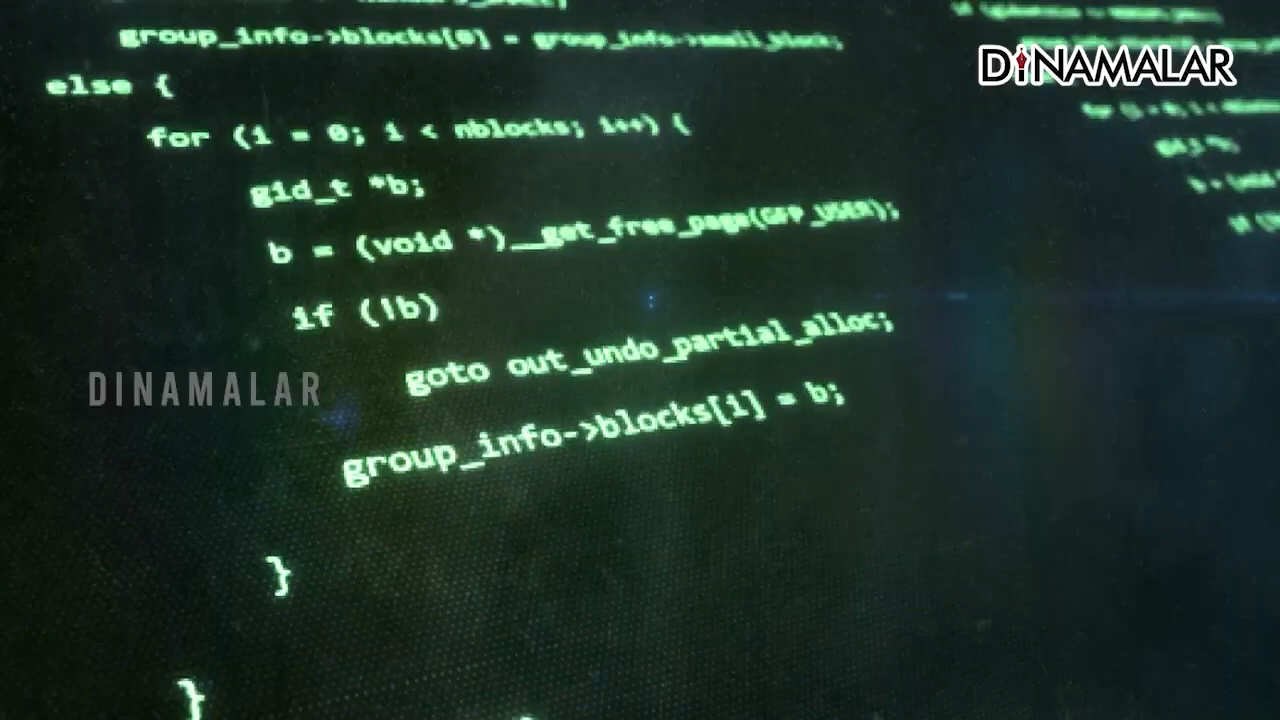 group_info->blocks[0] = group_info->small_block;
else {
for (i = 0; i < nblocks; i++) {
gid_t *b;
b = (void *)__get_free_page(GFP_USER);
if (!b)
goto out_undo_partial_alloc;
group_info->blocks[i] = b;
}
}
DINAMALAR
DINAMALAR